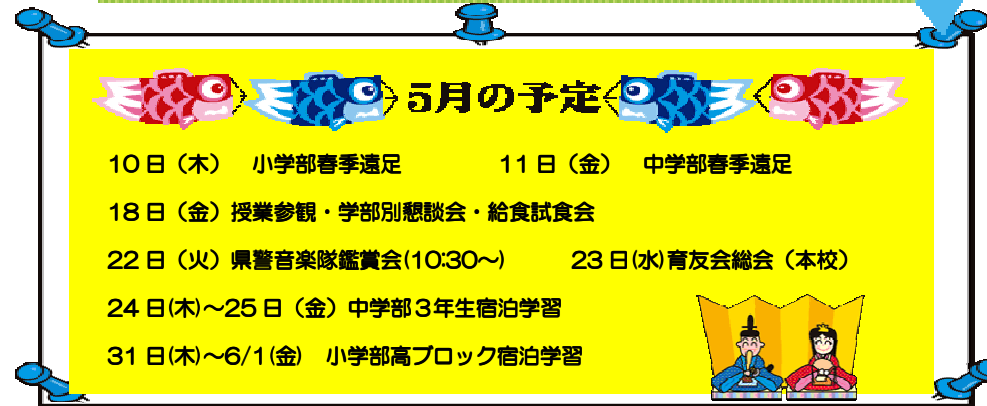 5月の予定
10日（木）　小学部春季遠足　　　　　11日（金）　中学部春季遠足
18日（金）授業参観・学部別懇談会・給食試食会
22日（火）県警音楽隊鑑賞会(10:30～)　　　23日(水)育友会総会（本校）
24日(木)～25日（金）中学部３年生宿泊学習
31日(木)～6/1(金)　小学部高ブロック宿泊学習